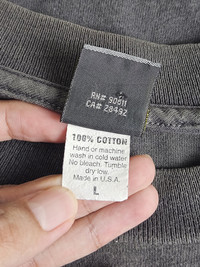 RN# 90611
CA# 28492
100% COTTON
Hand or machine
wash in cold water
No bleach. Tumble
dry low.
Made in U.S.A.
L